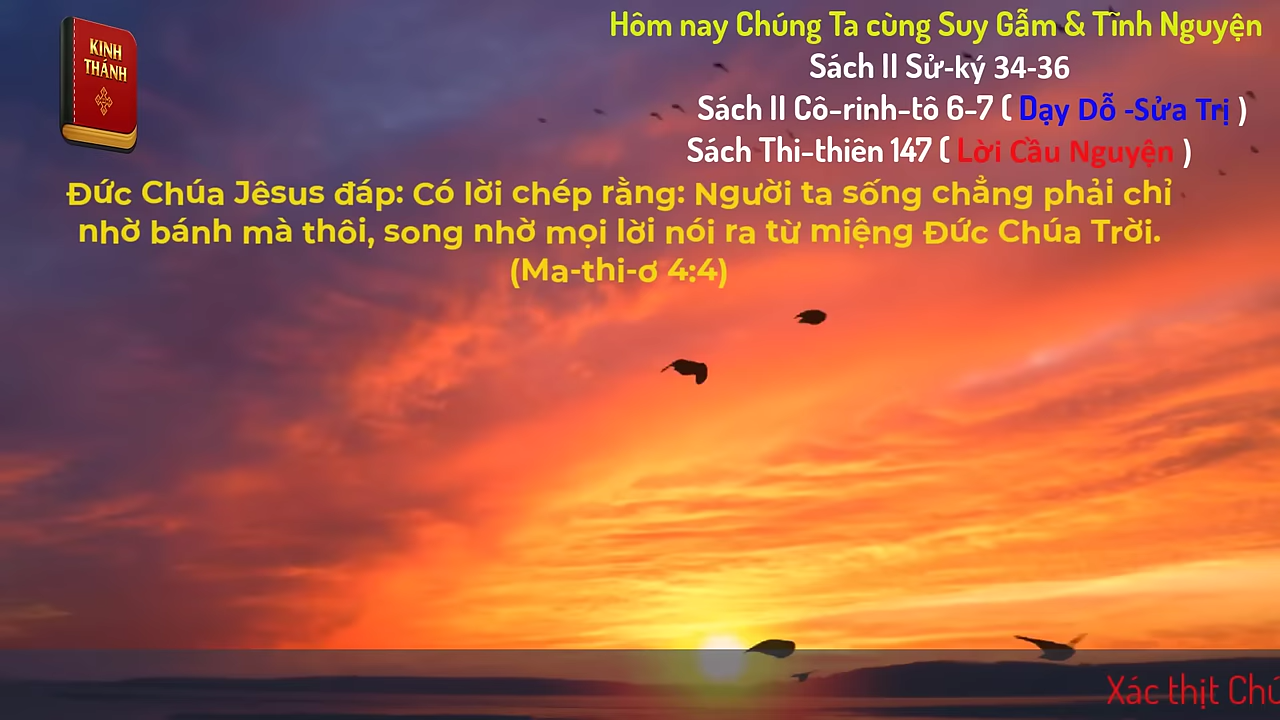 KINH
THÁNH
Hôm nay Chúng Ta cùng Suy Gẫm & Tĩnh Nguyện
Sách II Sử-ký 34-36
Sách II Cô-rinh-tô 6-7 ( Dạy Dỗ -Sửa Trị )
Sách Thi-thiên 147 ( Lời Cầu Nguyện )
Đức Chúa Jêsus đáp: Có lời chép rằng: Người ta sống chẳng phải chỉ
nhờ bánh mà thôi, song nhờ mọi lời nói ra từ miệng Đức Chúa Trời.
(Ma-thi-ơ 4:4)
Xác thịt